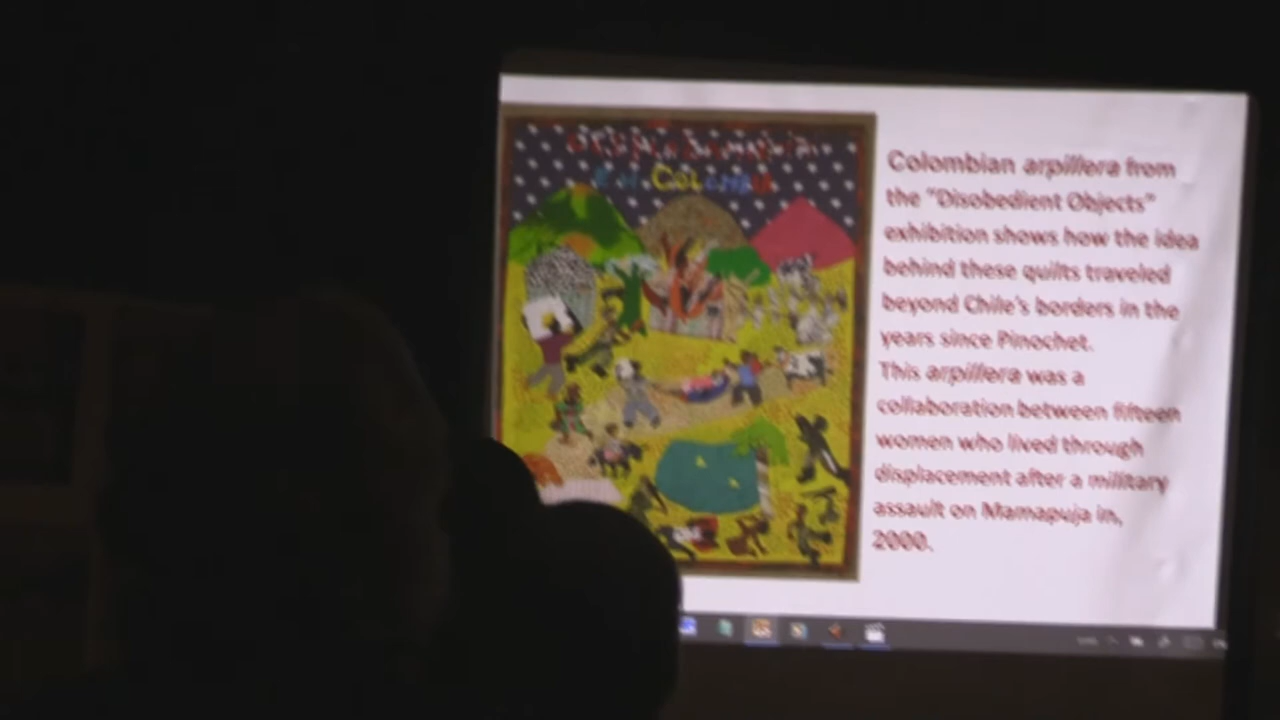 EN COLOMBIA
Colombian arpillera from
the "Disobedient Objects"
exhibition shows how the idea
behind these quilts traveled
beyond Chile's borders in the
years since Pinochet.
This arpillera was a
collaboration between fifteen
women who lived through
displacement after a military
assault on Mamapuja in,
2000.